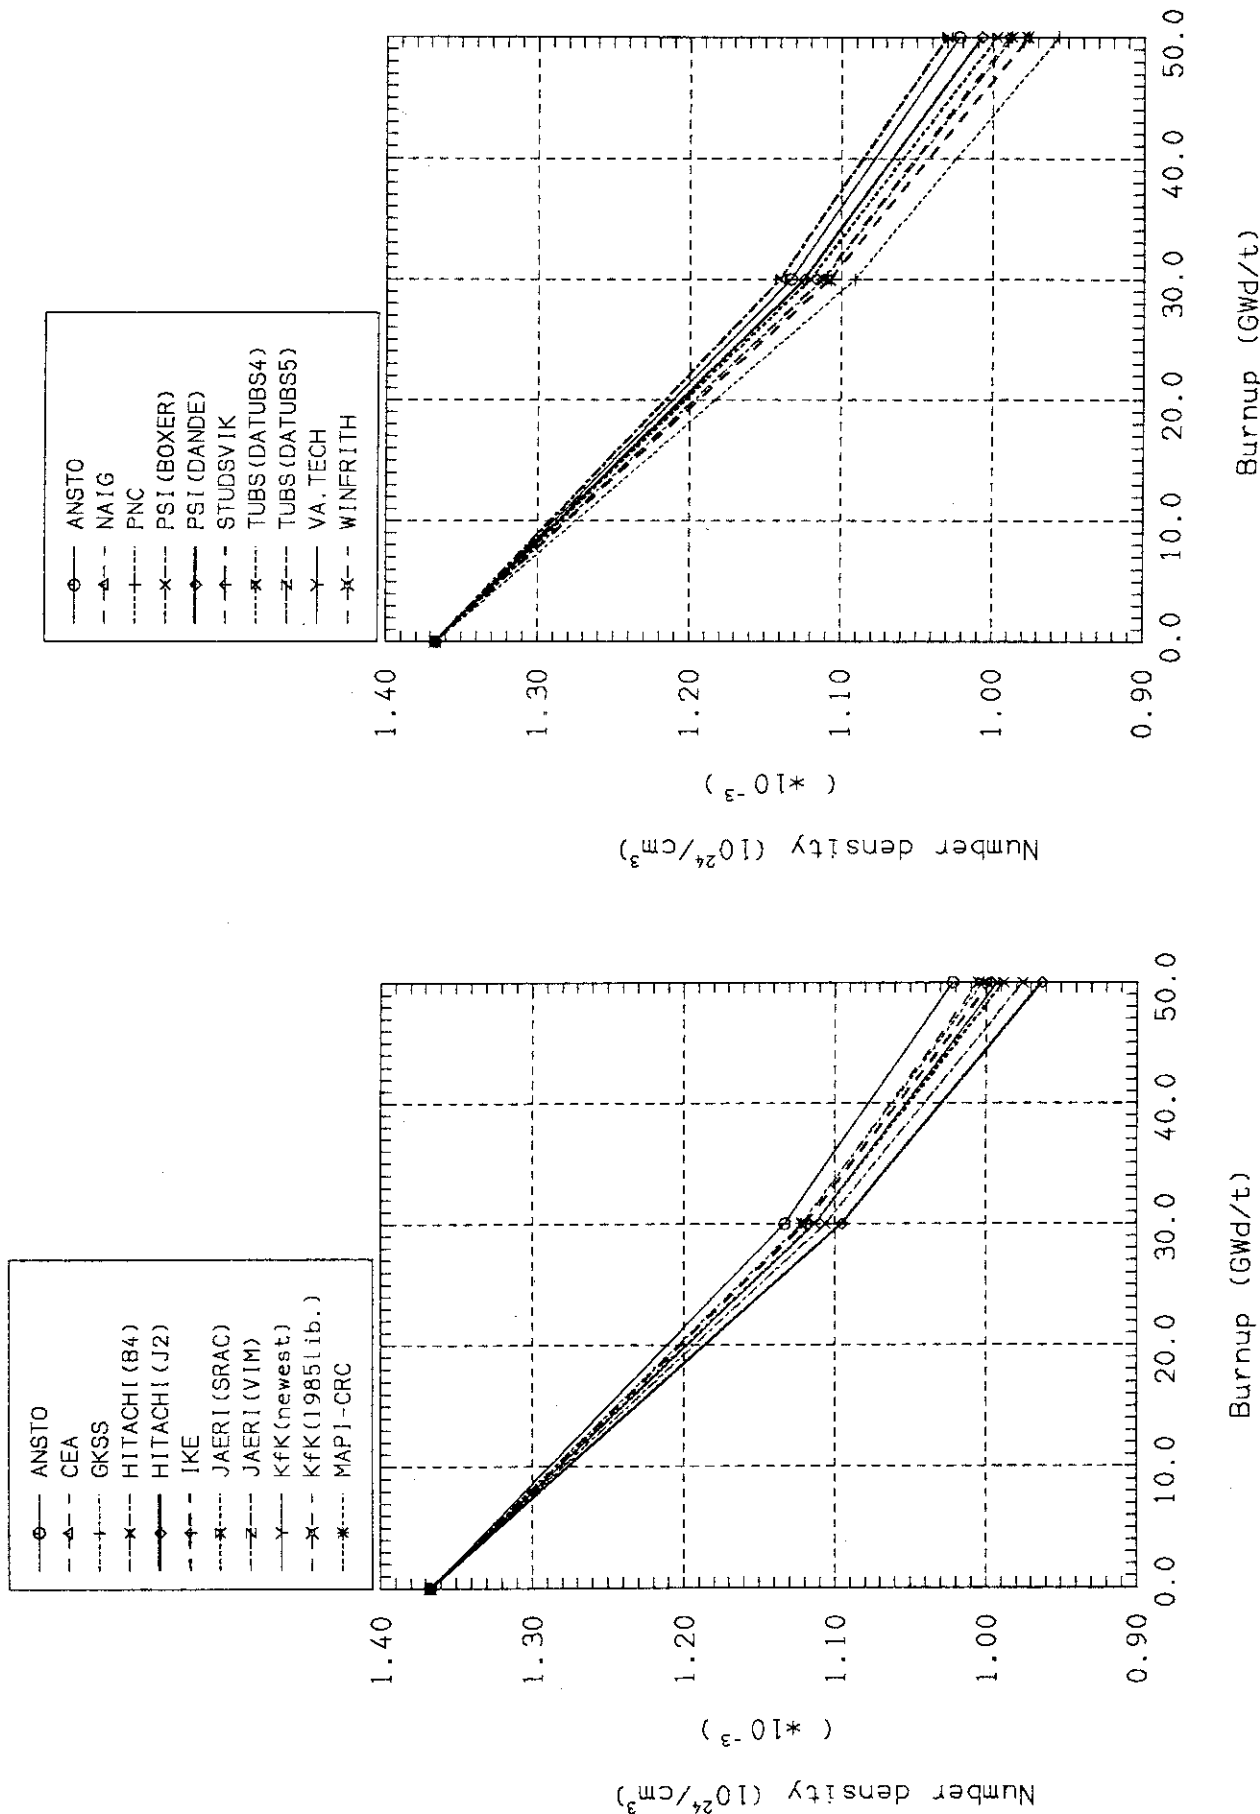 ANSTO
CEA
GKSS
HITACHI(B4)
HITACHI(J2)
IKE
JAERI(SRAC)
JAERI(VIM)
KfK(newest)
KfK(1985lib.)
MAPI-CRC
Number density (10²⁴/cm³)
(*10⁻³)
1.40
1.30
1.20
1.10
1.00
0.90
0.0 10.0 20.0 30.0 40.0 50.0
Burnup (GWd/t)
ANSTO
NAIG
PNC
PSI(BOXER)
PSI(DANDE)
STUDSVIK
TUBS(DATUBS4)
TUBS(DATUBS5)
VA.TECH
WINFRITH
Number density (10²⁴/cm³)
(*10⁻³)
1.40
1.30
1.20
1.10
1.00
0.90
0.0 10.0 20.0 30.0 40.0 50.0
Burnup (GWd/t)